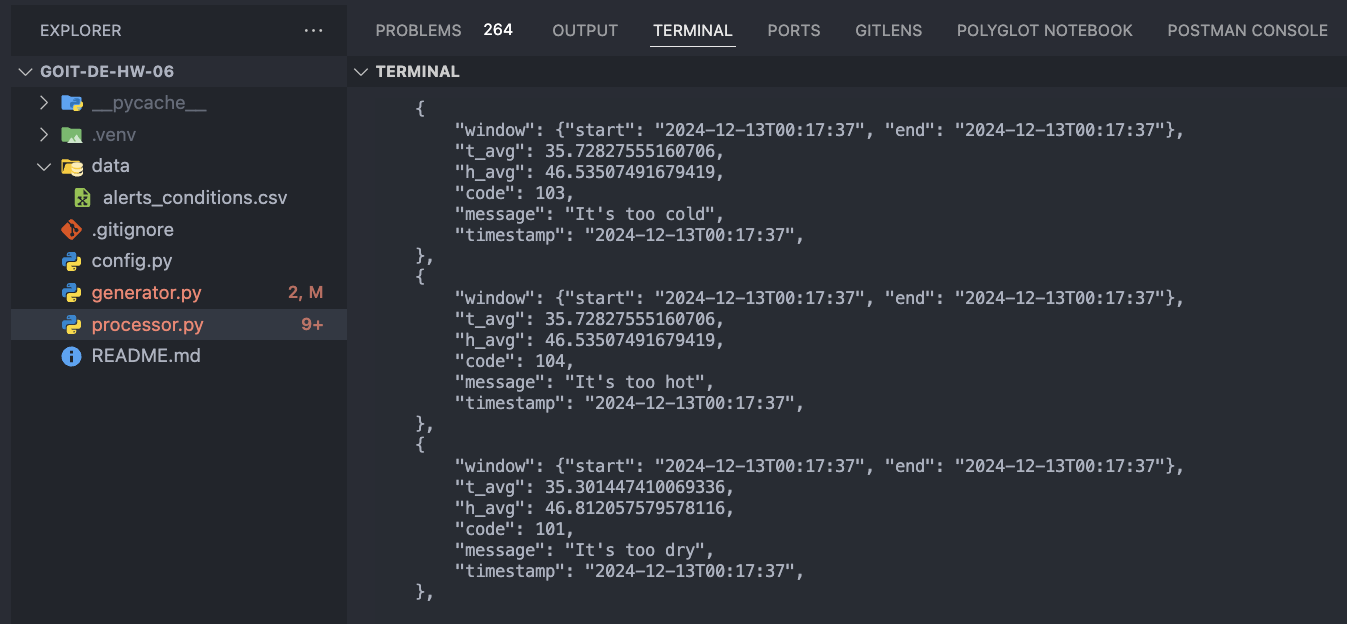 EXPLORER ...
PROBLEMS 264 OUTPUT TERMINAL PORTS GITLENS POLYGLOT NOTEBOOK POSTMAN CONSOLE
GOIT-DE-HW-06
__pycache__
.venv
data
alerts_conditions.csv
.gitignore
config.py
generator.py 2, M
processor.py 9+
README.md
TERMINAL
{
"window": {"start": "2024-12-13T00:17:37", "end": "2024-12-13T00:17:37"},
"t_avg": 35.72827555160706,
"h_avg": 46.53507491679419,
"code": 103,
"message": "It's too cold",
"timestamp": "2024-12-13T00:17:37",
},
{
"window": {"start": "2024-12-13T00:17:37", "end": "2024-12-13T00:17:37"},
"t_avg": 35.72827555160706,
"h_avg": 46.53507491679419,
"code": 104,
"message": "It's too hot",
"timestamp": "2024-12-13T00:17:37",
},
{
"window": {"start": "2024-12-13T00:17:37", "end": "2024-12-13T00:17:37"},
"t_avg": 35.301447410069336,
"h_avg": 46.812057579578116,
"code": 101,
"message": "It's too dry",
"timestamp": "2024-12-13T00:17:37",
},